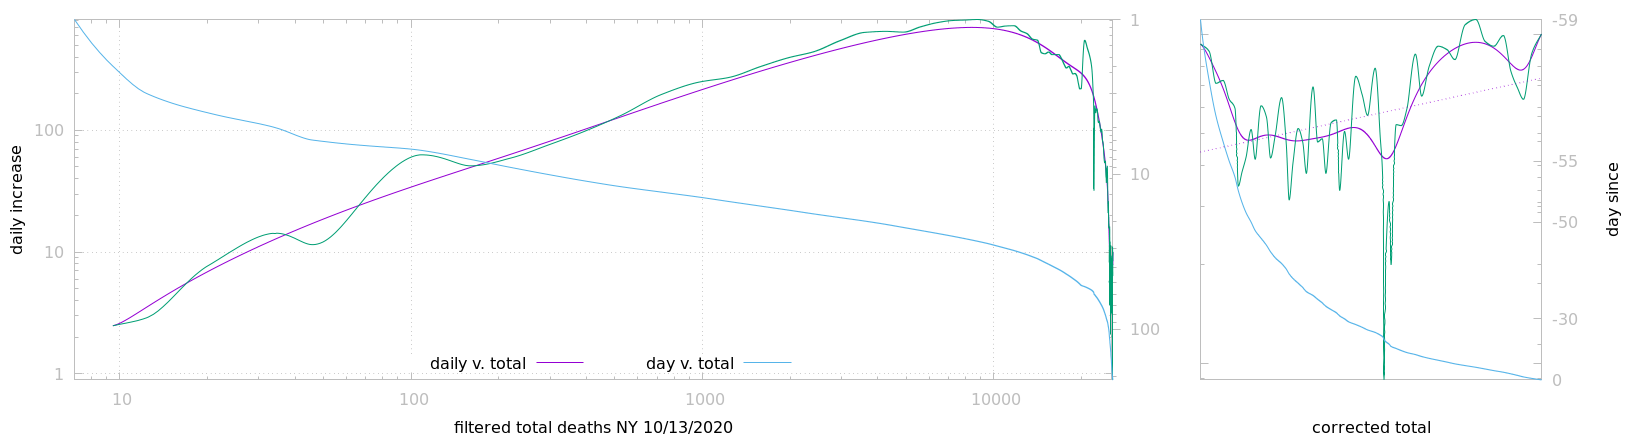 daily increase
100
10
1
10
100
1000
10000
1
10
100
daily v. total
day v. total
filtered total deaths NY 10/13/2020
-59
-55
-50
-30
0
day since
corrected total